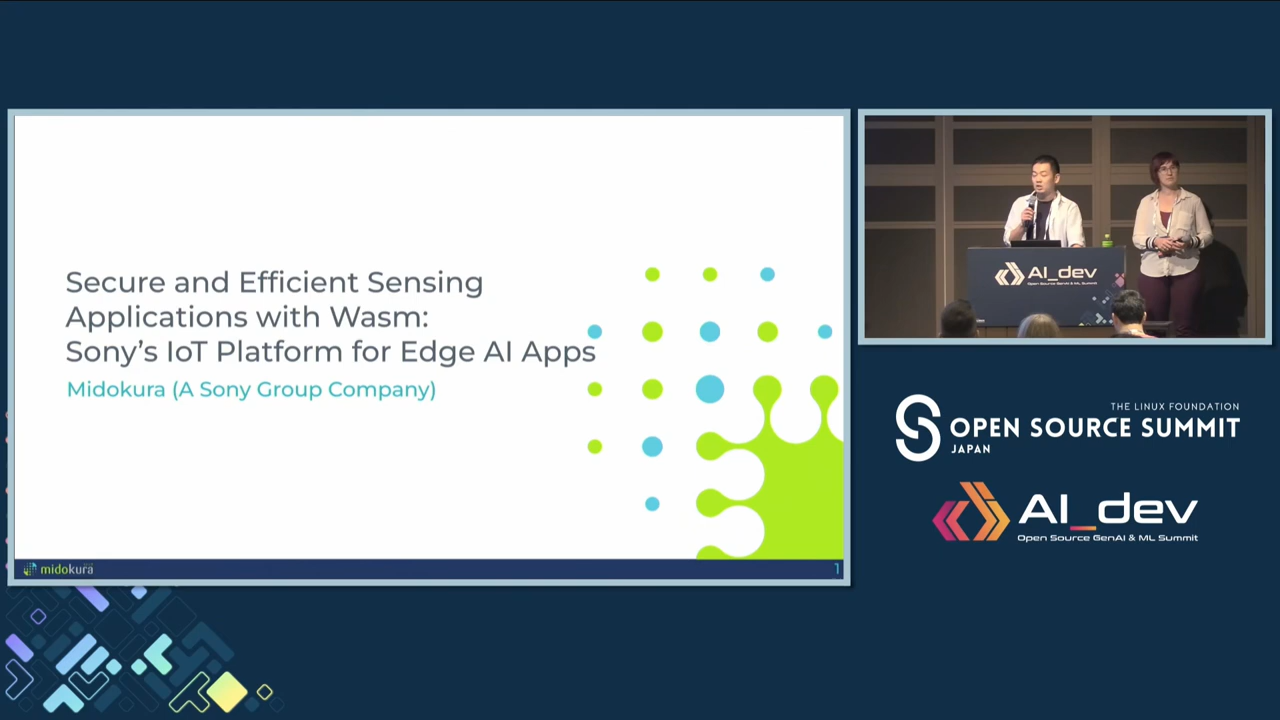 Secure and Efficient Sensing
Applications with Wasm:
Sony's IoT Platform for Edge AI Apps
Midokura (A Sony Group Company)
midokura
1
AI_dev
Open Source GenAI & ML Summit
THE LINUX FOUNDATION
OPEN SOURCE SUMMIT
JAPAN
AI_dev
Open Source GenAI & ML Summit